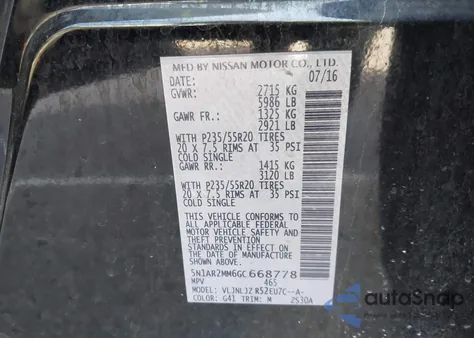 MFD BY NISSAN MOTOR CO., LTD.
DATE: 07/16
GVWR: 2715 KG
5986 LB
GAWR FR.: 1325 KG
2921 LB
WITH P235/55R20 TIRES
20 x 7.5 RIMS AT 35 PSI
COLD SINGLE
GAWR RR.: 1415 KG
3120 LB
WITH P235/55R20 TIRES
20 x 7.5 RIMS AT 35 PSI
COLD SINGLE
THIS VEHICLE CONFORMS TO
ALL APPLICABLE FEDERAL
MOTOR VEHICLE SAFETY AND
THEFT PREVENTION STANDARDS
IN EFFECT ON THE DATE OF
MANUFACTURE SHOWN ABOVE.
5N1AR2MM6GC668778
MPV 465
MODEL: VLJNLJZ R52EU7C--A-
COLOR: G41 TRIM: M 2S30A
autoSnap